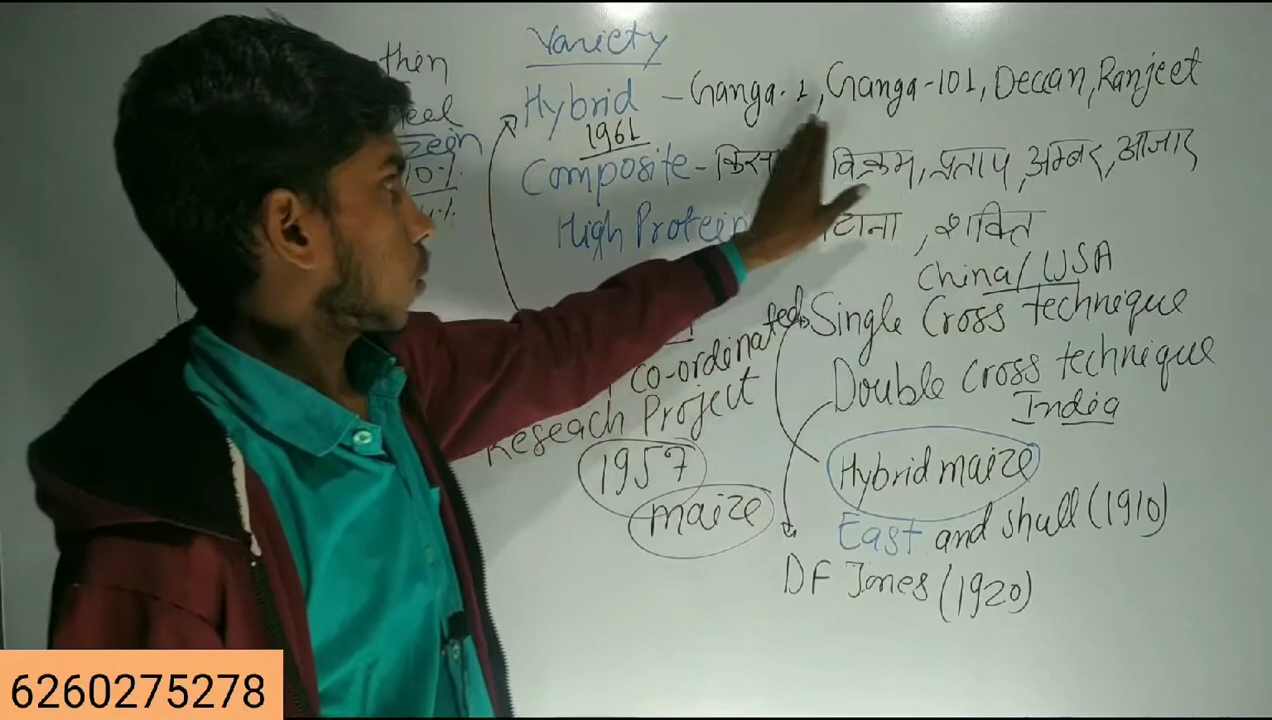 then
Variety
Hybrid - Ganga-1, Ganga-101, Deccan, Ranjeet
zein
1961
10%
Composite - किस विक्रम, प्रताप, अम्बर, आजाद
High Protein टाना, शक्ति
China/USA
Single Cross technique
co-ordinated
Double cross technique
Reseach Project
India
1957
Hybrid maize
maize
East and shull (1910)
DF Jones (1920)
6260275278